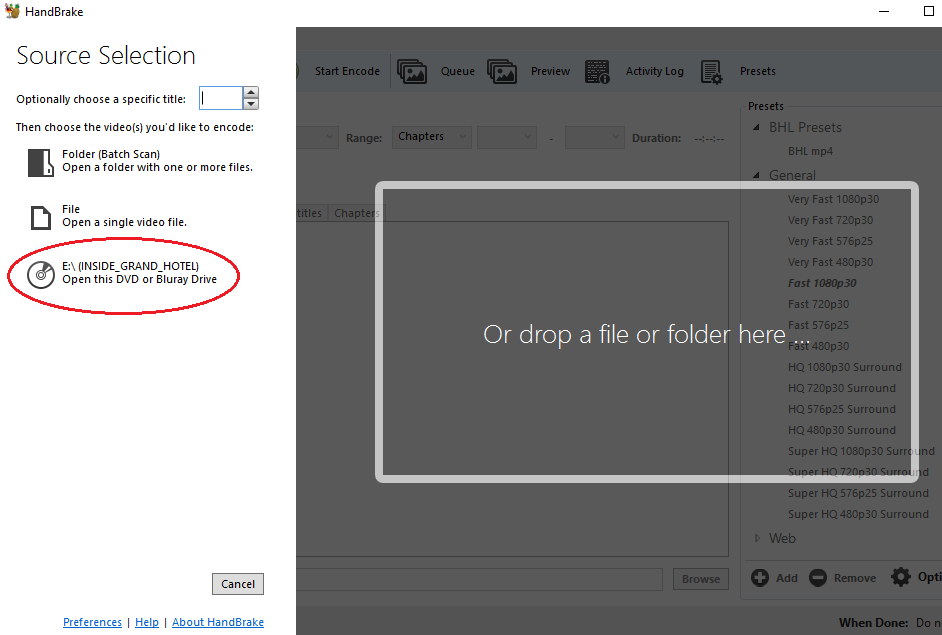 HandBrake
Source Selection
Optionally choose a specific title:
Then choose the video(s) you'd like to encode:
Folder (Batch Scan)
Open a folder with one or more files.
File
Open a single video file.
E:\ (INSIDE_GRAND_HOTEL)
Open this DVD or Bluray Drive
Cancel
Preferences | Help | About HandBrake
Start Encode
Queue
Preview
Activity Log
Presets
Range:
Chapters
-
Duration:
--:--:--
titles
Chapters
Or drop a file or folder here ...
Browse
Presets
BHL Presets
BHL mp4
General
Very Fast 1080p30
Very Fast 720p30
Very Fast 576p25
Very Fast 480p30
Fast 1080p30
Fast 720p30
Fast 576p25
Fast 480p30
HQ 1080p30 Surround
HQ 720p30 Surround
HQ 576p25 Surround
HQ 480p30 Surround
Super HQ 1080p30 Surround
Super HQ 720p30 Surround
Super HQ 576p25 Surround
Super HQ 480p30 Surround
Web
Add
Remove
Opti
When Done: Do n